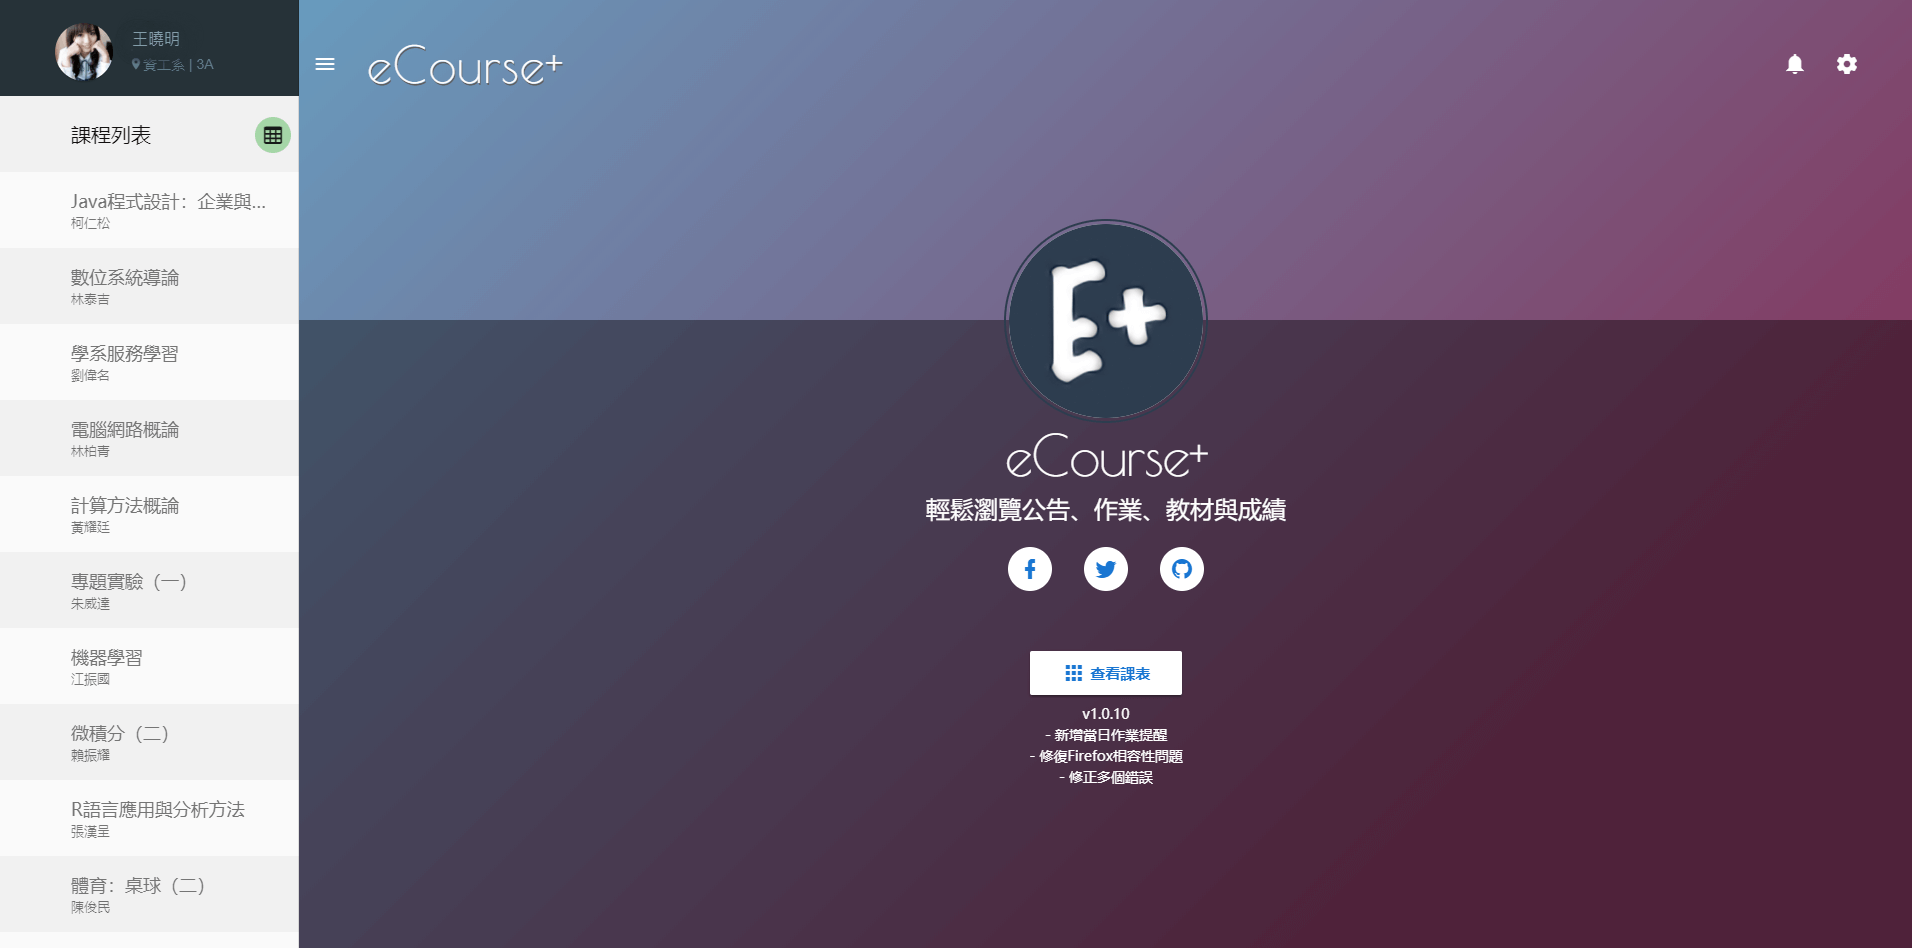 王曉明
資工系 | 3A
課程列表
Java程式設計：企業與...
柯仁松
數位系統導論
林泰吉
學系服務學習
劉偉名
電腦網路概論
林柏青
計算方法概論
黃耀廷
專題實驗（一）
朱威達
機器學習
江振國
微積分（二）
賴振耀
R語言應用與分析方法
張漢呈
體育：桌球（二）
陳俊民
eCourse+
E+
eCourse+
輕鬆瀏覽公告、作業、教材與成績
查看課表
v1.0.10
- 新增當日作業提醒
- 修復Firefox相容性問題
- 修正多個錯誤